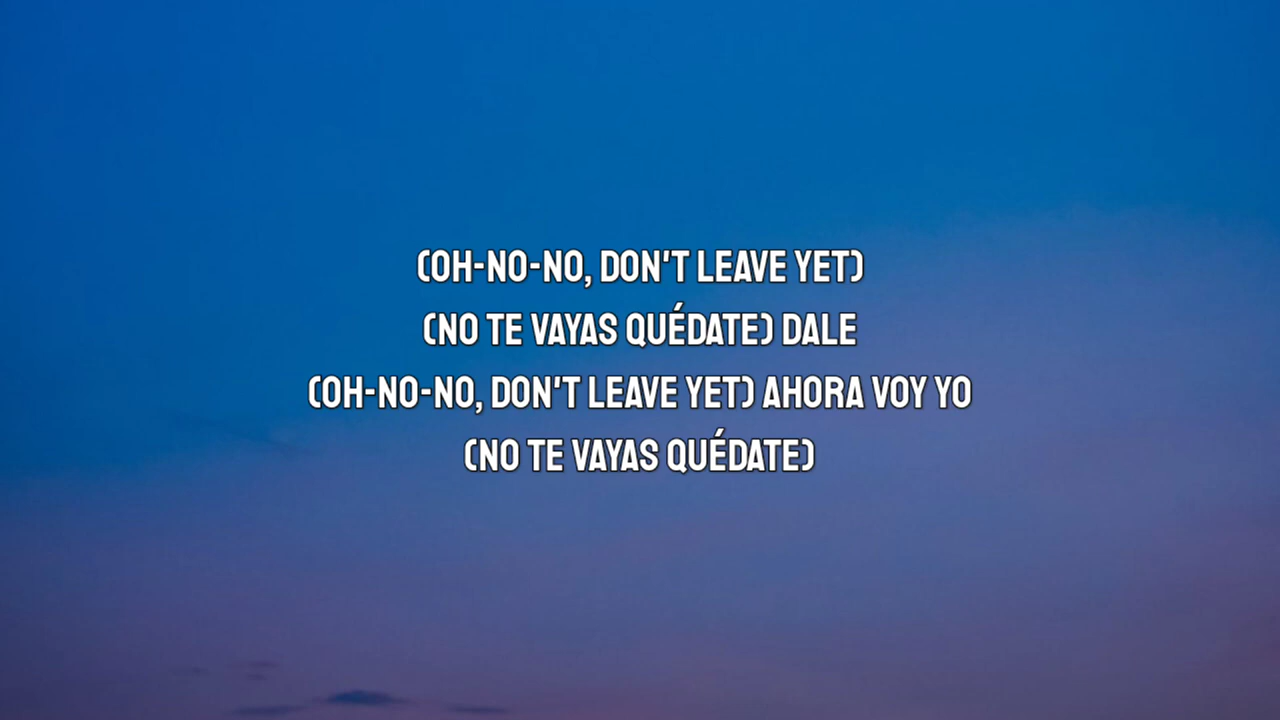 (OH-NO-NO, DON'T LEAVE YET)
(NO TE VAYAS QUÉDATE) DALE
(OH-NO-NO, DON'T LEAVE YET) AHORA VOY YO
(NO TE VAYAS QUÉDATE)